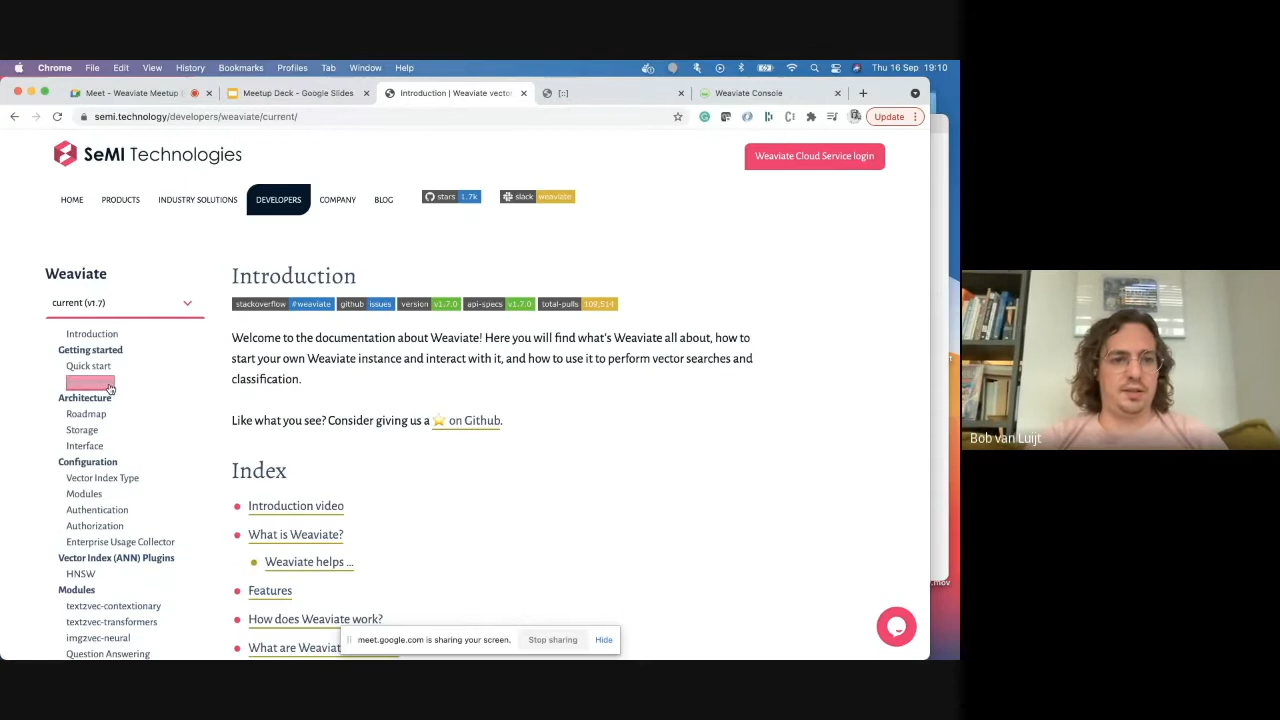 Chrome File Edit View History Bookmarks Profiles Tab Window Help Thu 16 Sep 19:10
Meet - Weaviate Meetup Meetup Deck - Google Slides Introduction | Weaviate vector [::] Weaviate Console
semi.technology/developers/weaviate/current/ Update
SeMI Technologies Weaviate Cloud Service login
HOME PRODUCTS INDUSTRY SOLUTIONS DEVELOPERS COMPANY BLOG stars 1.7k slack weaviate
Weaviate
current (v1.7)
Introduction
Getting started
Quick start
Architecture
Roadmap
Storage
Interface
Configuration
Vector Index Type
Modules
Authentication
Authorization
Enterprise Usage Collector
Vector Index (ANN) Plugins
HNSW
Modules
text2vec-contextionary
text2vec-transformers
img2vec-neural
Question Answering
Introduction
stackoverflow #weaviate github issues version v1.7.0 api-specs v1.7.0 total-pulls 109,514
Welcome to the documentation about Weaviate! Here you will find what's Weaviate all about, how to
start your own Weaviate instance and interact with it, and how to use it to perform vector searches and
classification.
Like what you see? Consider giving us a ⭐ on Github.
Index
Introduction video
What is Weaviate?
Weaviate helps ...
Features
How does Weaviate work?
What are Weaviat
meet.google.com is sharing your screen. Stop sharing Hide
.mov
Bob van Luijt